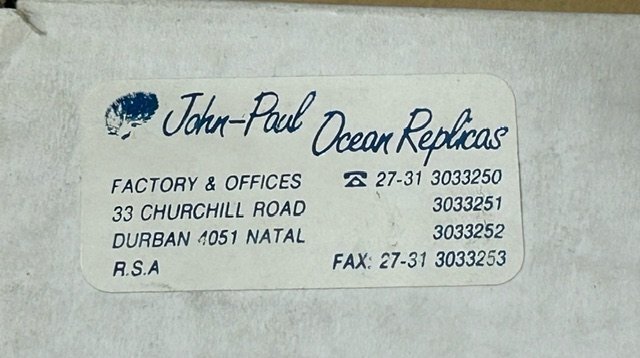 John-Paul Ocean Replicas
FACTORY & OFFICES ☎ 27-31 3033250
33 CHURCHILL ROAD 3033251
DURBAN 4051 NATAL 3033252
R.S.A FAX: 27-31 3033253